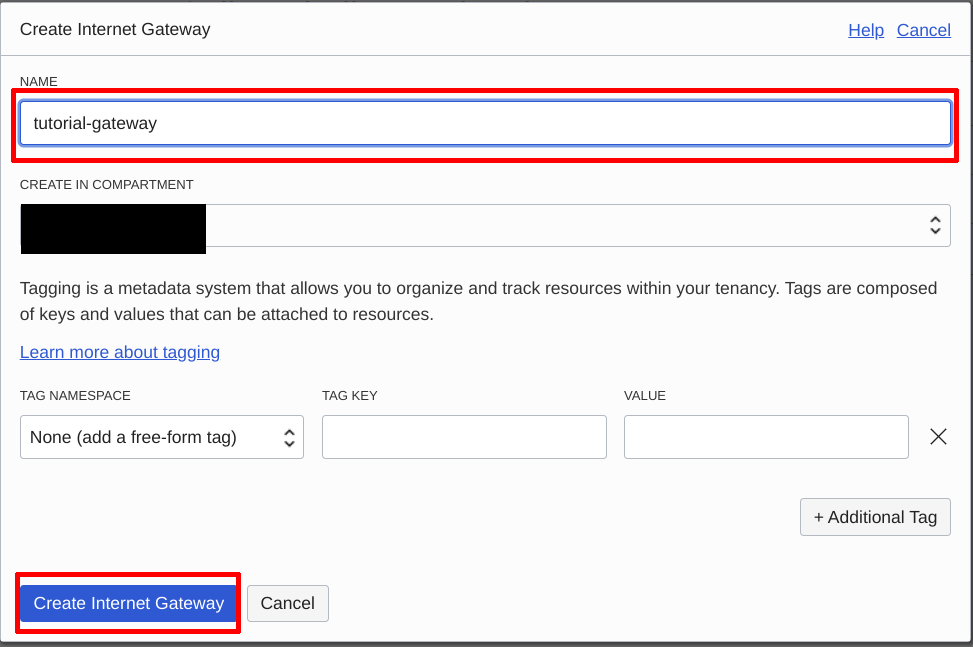 Create Internet Gateway
Help Cancel
NAME
tutorial-gateway
CREATE IN COMPARTMENT
Tagging is a metadata system that allows you to organize and track resources within your tenancy. Tags are composed
of keys and values that can be attached to resources.
Learn more about tagging
TAG NAMESPACE TAG KEY VALUE
None (add a free-form tag)
+ Additional Tag
Create Internet Gateway Cancel